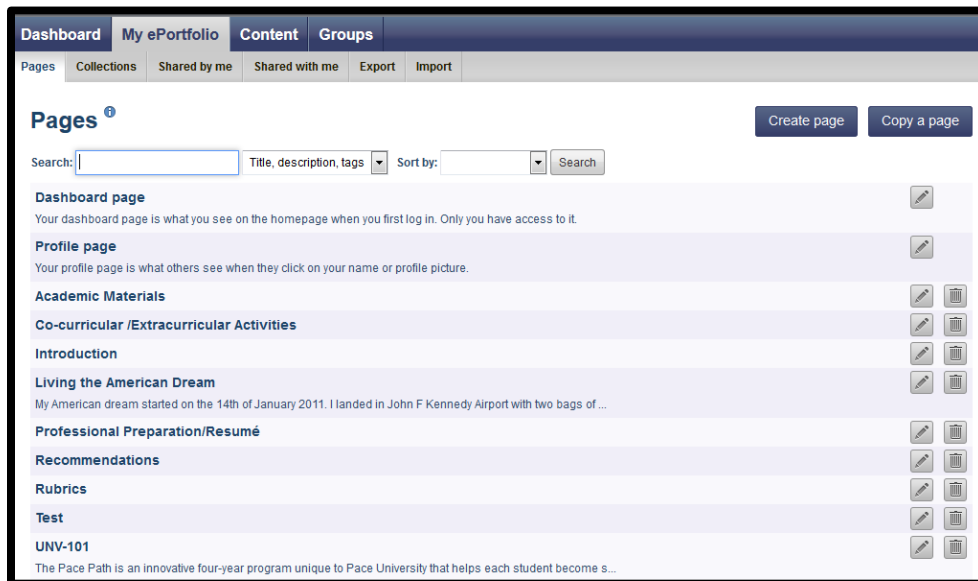 Dashboard My ePortfolio Content Groups
Pages Collections Shared by me Shared with me Export Import
Pages
Create page Copy a page
Search: Title, description, tags Sort by: Search
Dashboard page
Your dashboard page is what you see on the homepage when you first log in. Only you have access to it.
Profile page
Your profile page is what others see when they click on your name or profile picture.
Academic Materials
Co-curricular /Extracurricular Activities
Introduction
Living the American Dream
My American dream started on the 14th of January 2011. I landed in John F Kennedy Airport with two bags of ...
Professional Preparation/Resumé
Recommendations
Rubrics
Test
UNV-101
The Pace Path is an innovative four-year program unique to Pace University that helps each student become s...